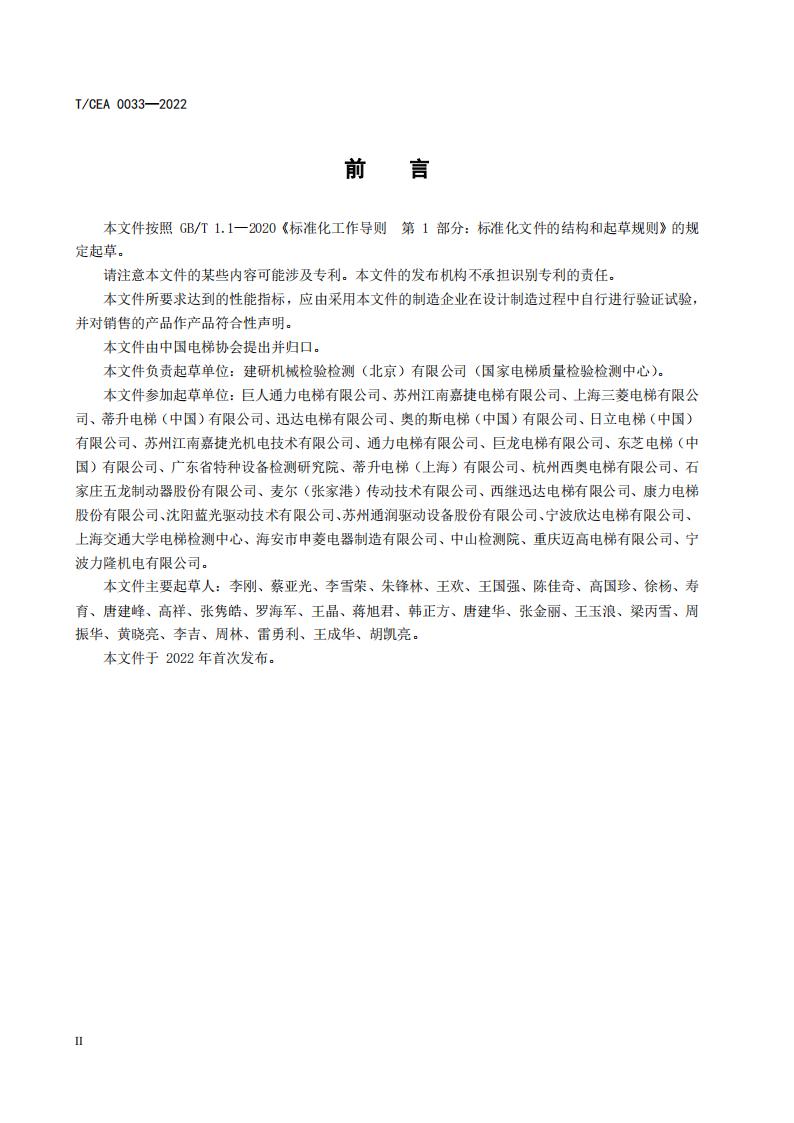 T/CEA 0033—2022
前 言
本文件按照 GB/T 1.1—2020《标准化工作导则 第 1 部分：标准化文件的结构和起草规则》的规
定起草。
请注意本文件的某些内容可能涉及专利。本文件的发布机构不承担识别专利的责任。
本文件所要求达到的性能指标，应由采用本文件的制造企业在设计制造过程中自行进行验证试验，
并对销售的产品作产品符合性声明。
本文件由中国电梯协会提出并归口。
本文件负责起草单位：建研机械检验检测（北京）有限公司（国家电梯质量检验检测中心）。
本文件参加起草单位：巨人通力电梯有限公司、苏州江南嘉捷电梯有限公司、上海三菱电梯有限公
司、蒂升电梯（中国）有限公司、迅达电梯有限公司、奥的斯电梯（中国）有限公司、日立电梯（中国）
有限公司、苏州江南嘉捷光机电技术有限公司、通力电梯有限公司、巨龙电梯有限公司、东芝电梯（中
国）有限公司、广东省特种设备检测研究院、蒂升电梯（上海）有限公司、杭州西奥电梯有限公司、石
家庄五龙制动器股份有限公司、麦尔（张家港）传动技术有限公司、西继迅达电梯有限公司、康力电梯
股份有限公司、沈阳蓝光驱动技术有限公司、苏州通润驱动设备股份有限公司、宁波欣达电梯有限公司、
上海交通大学电梯检测中心、海安市申菱电器制造有限公司、中山检测院、重庆迈高电梯有限公司、宁
波力隆机电有限公司。
本文件主要起草人：李刚、蔡亚光、李雪荣、朱锋林、王欢、王国强、陈佳奇、高国珍、徐杨、寿
育、唐建峰、高祥、张隽皓、罗海军、王晶、蒋旭君、韩正方、唐建华、张金丽、王玉浪、梁丙雪、周
振华、黄晓亮、李吉、周林、雷勇利、王成华、胡凯亮。
本文件于 2022 年首次发布。
II